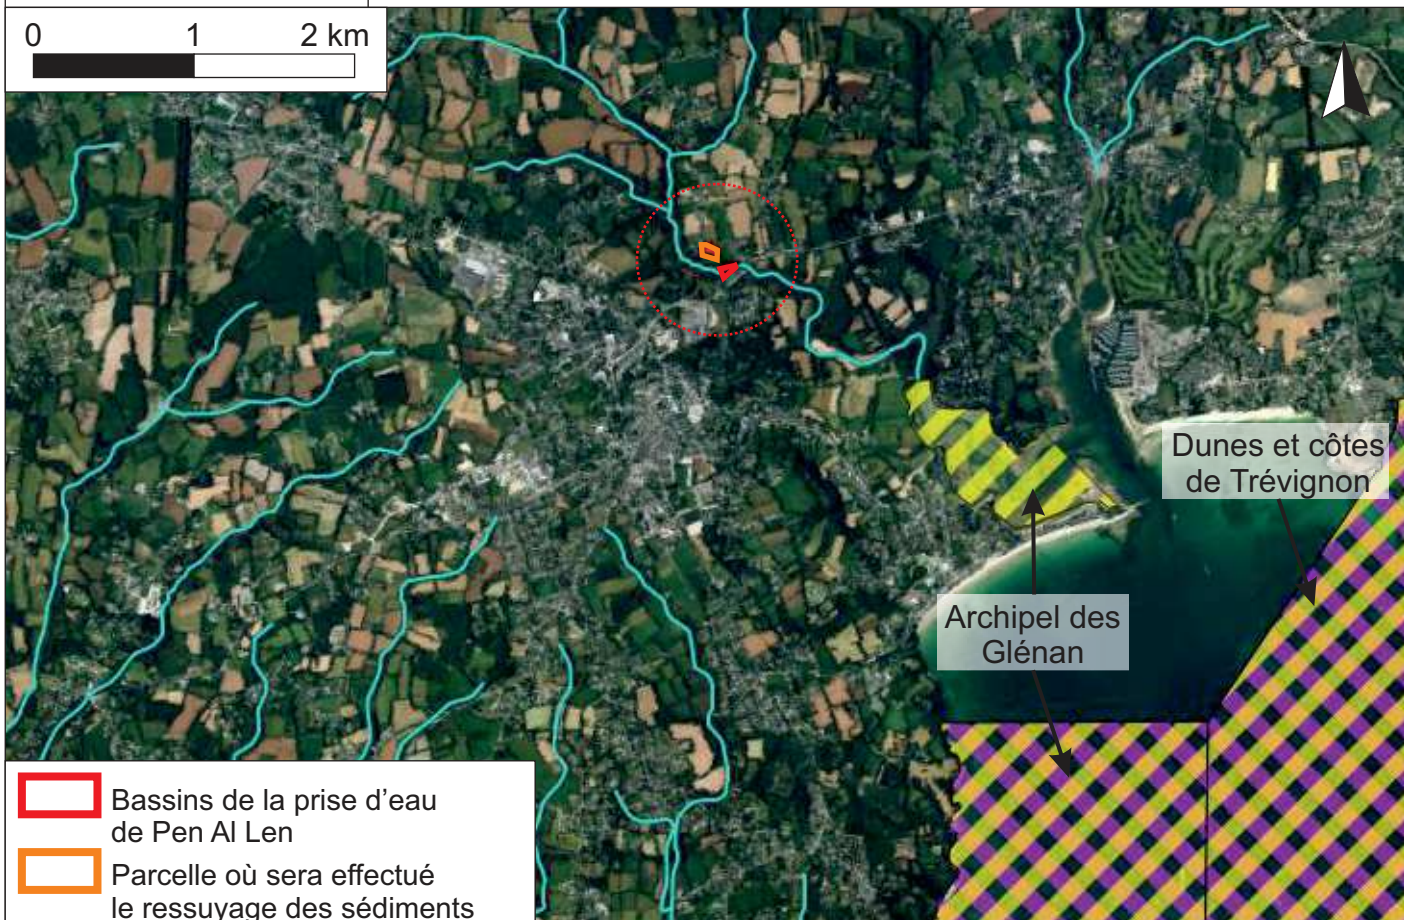 0 1 2 km
Dunes et côtes
de Trévignon
Archipel des
Glénan
Bassins de la prise d’eau
de Pen Al Len
Parcelle où sera effectué
le ressuyage des sédiments